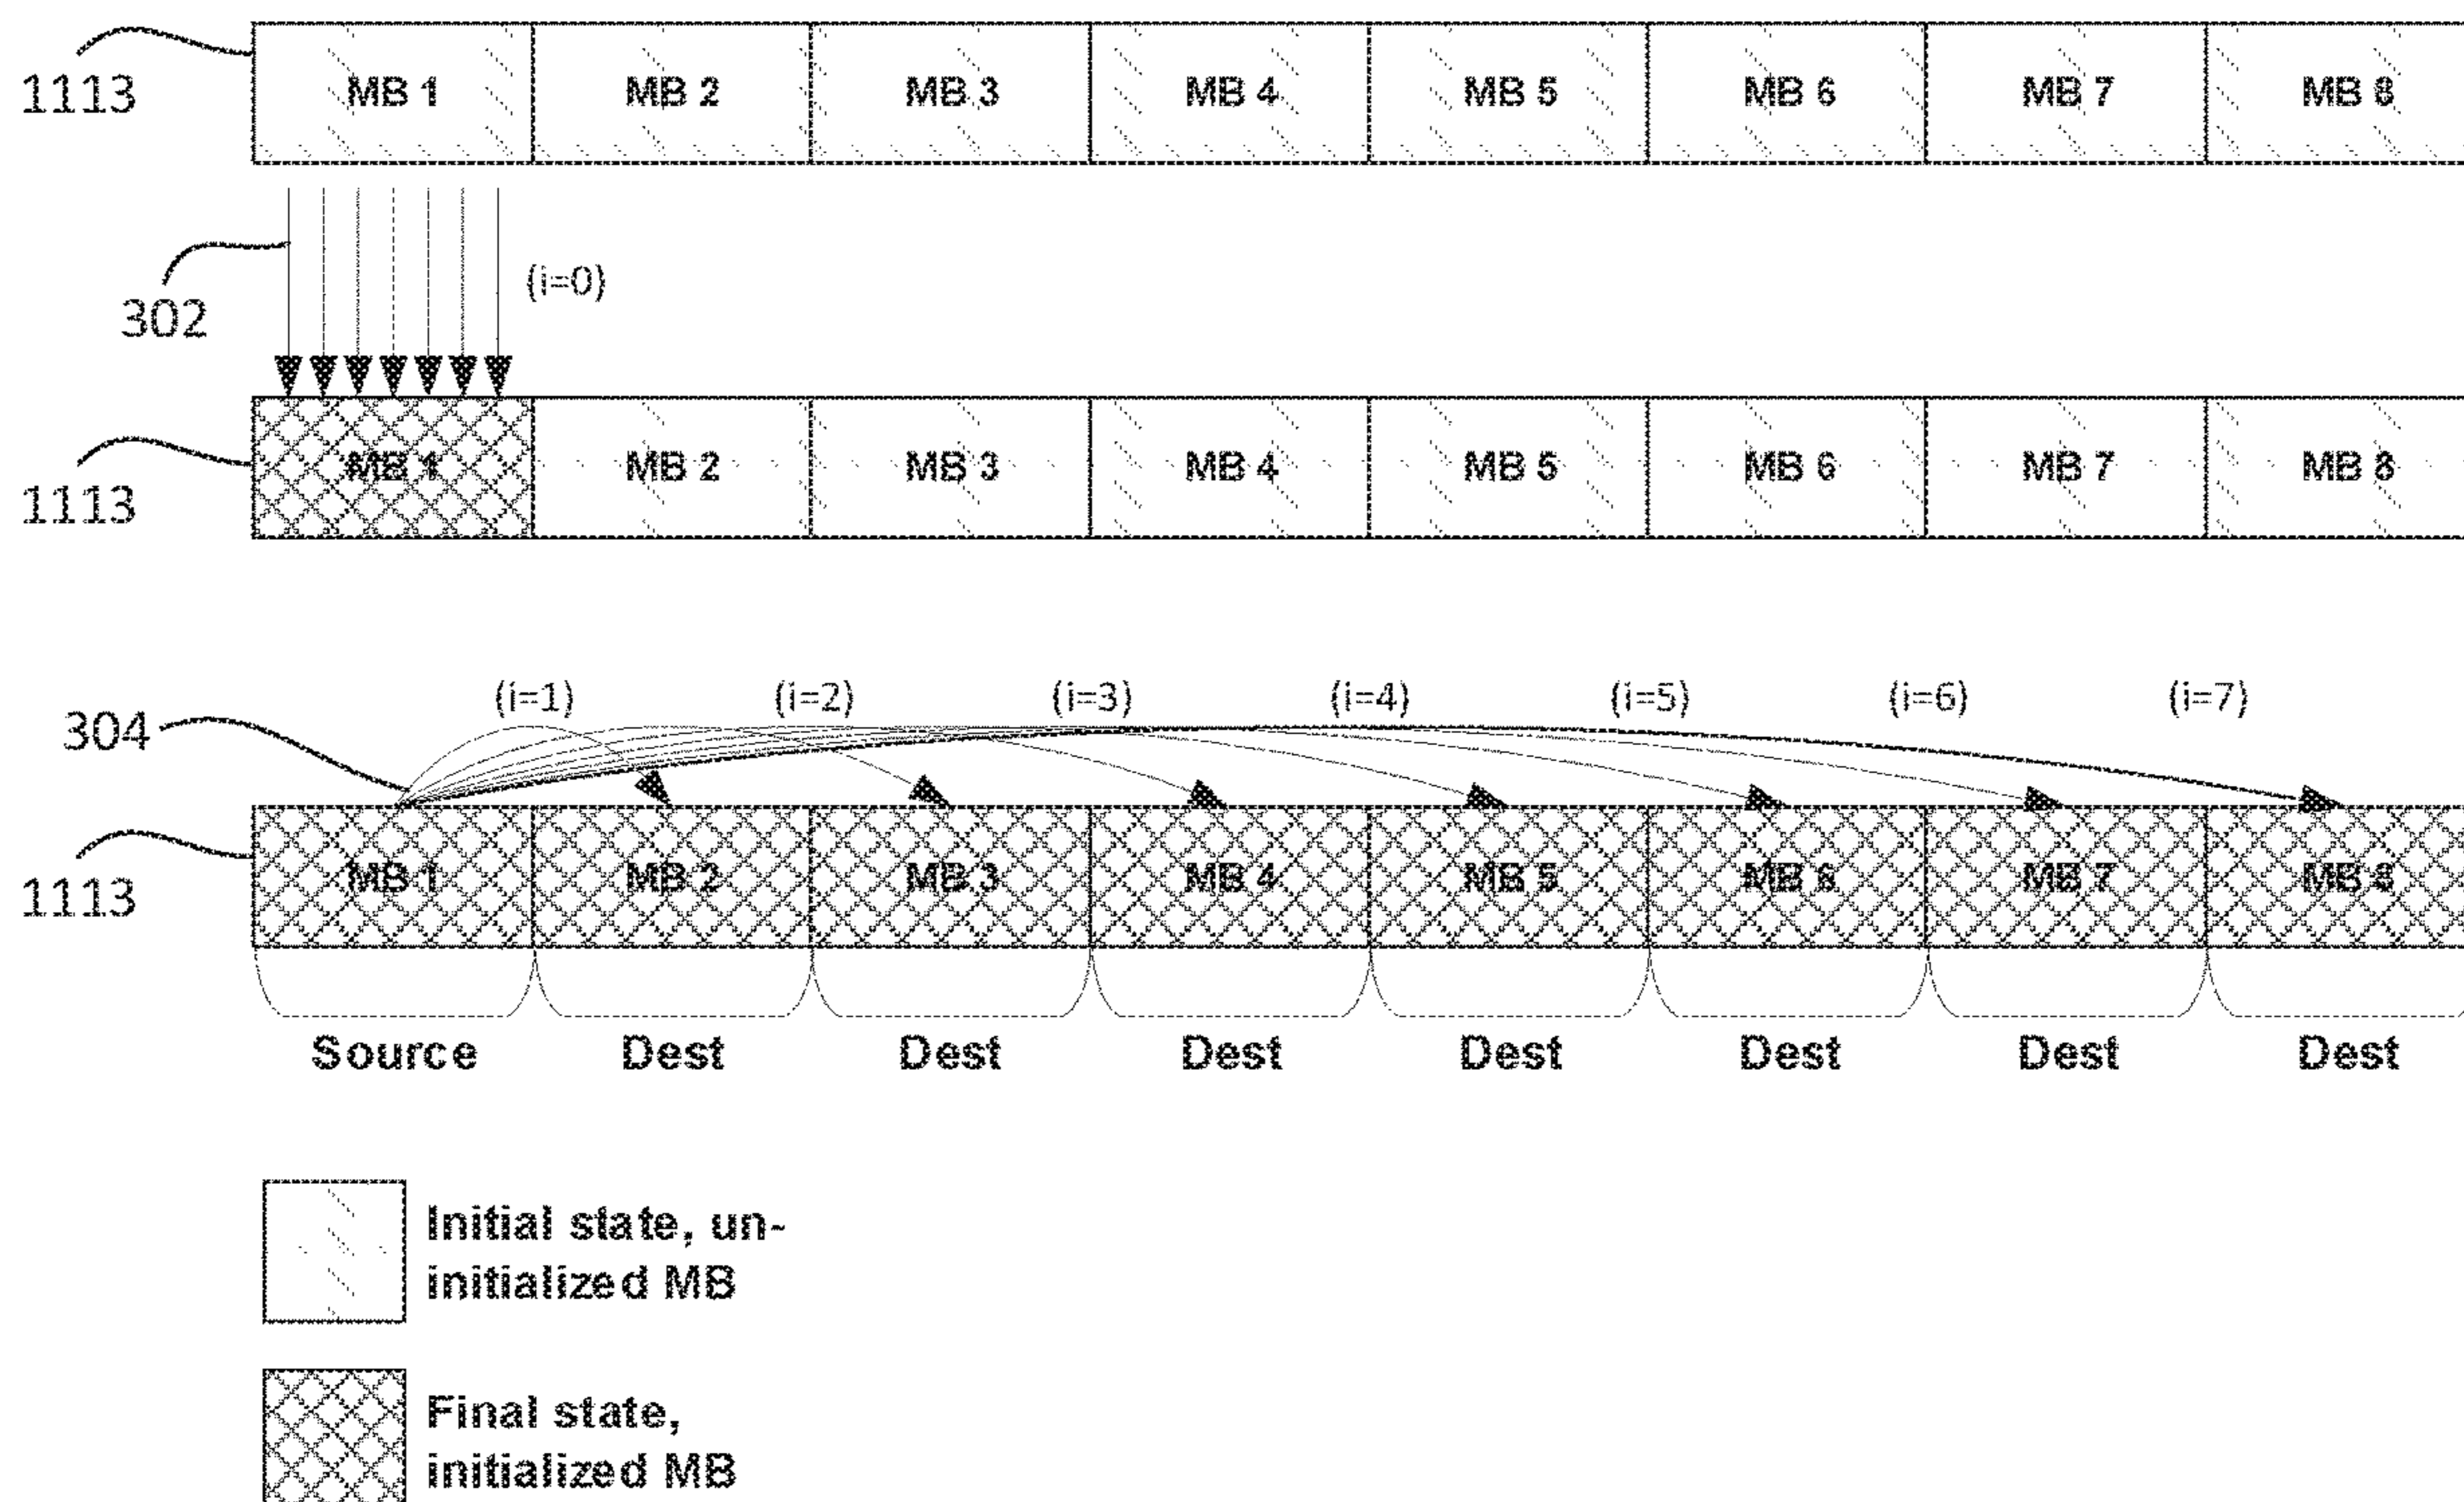 1113 MB 1 MB 2 MB 3 MB 4 MB 5 MB 6 MB 7 MB 8
302 (i=0)
1113 MB 1 MB 2 MB 3 MB 4 MB 5 MB 6 MB 7 MB 8
304 (i=1) (i=2) (i=3) (i=4) (i=5) (i=6) (i=7)
1113 MB 1 MB 2 MB 3 MB 4 MB 5 MB 6 MB 7 MB 8
Source Dest Dest Dest Dest Dest Dest Dest
Initial state, un-
initialized MB
Final state,
initialized MB